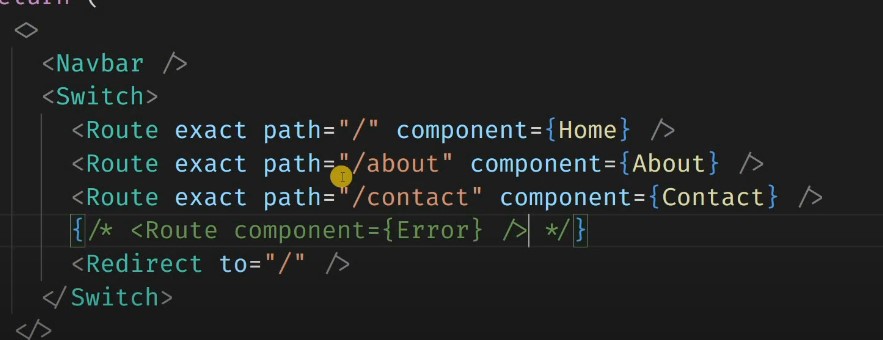 return (
<>
<Navbar />
<Switch>
<Route exact path="/" component={Home} />
<Route exact path="/about" component={About} />
<Route exact path="/contact" component={Contact} />
{/* <Route component={Error} /> */}
<Redirect to="/" />
</Switch>
</>